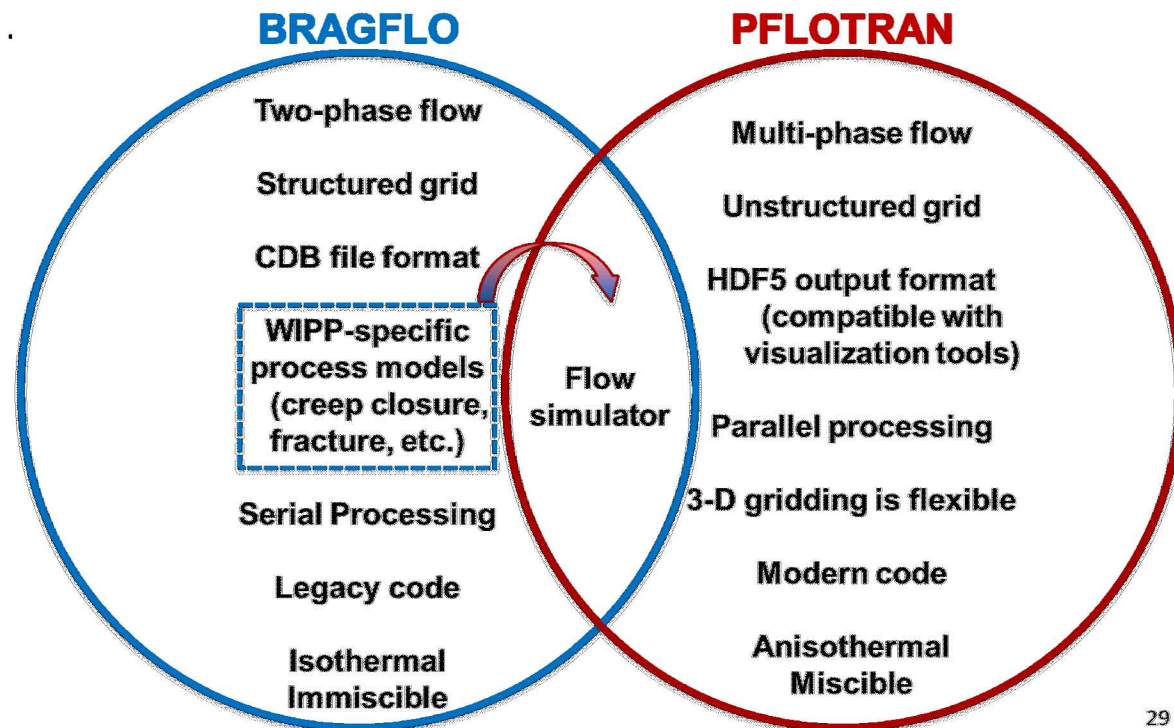 BRAGFLO
PFLOTRAN
Two-phase flow
Structured grid
CDB file format
WIPP-specific
process models
(creep closure,
fracture, etc.)
Serial Processing
Legacy code
Isothermal
Immiscible
Flow
simulator
Multi-phase flow
Unstructured grid
HDF5 output format
(compatible with
visualization tools)
Parallel processing
3-D gridding is flexible
Modern code
Anisothermal
Miscible
29